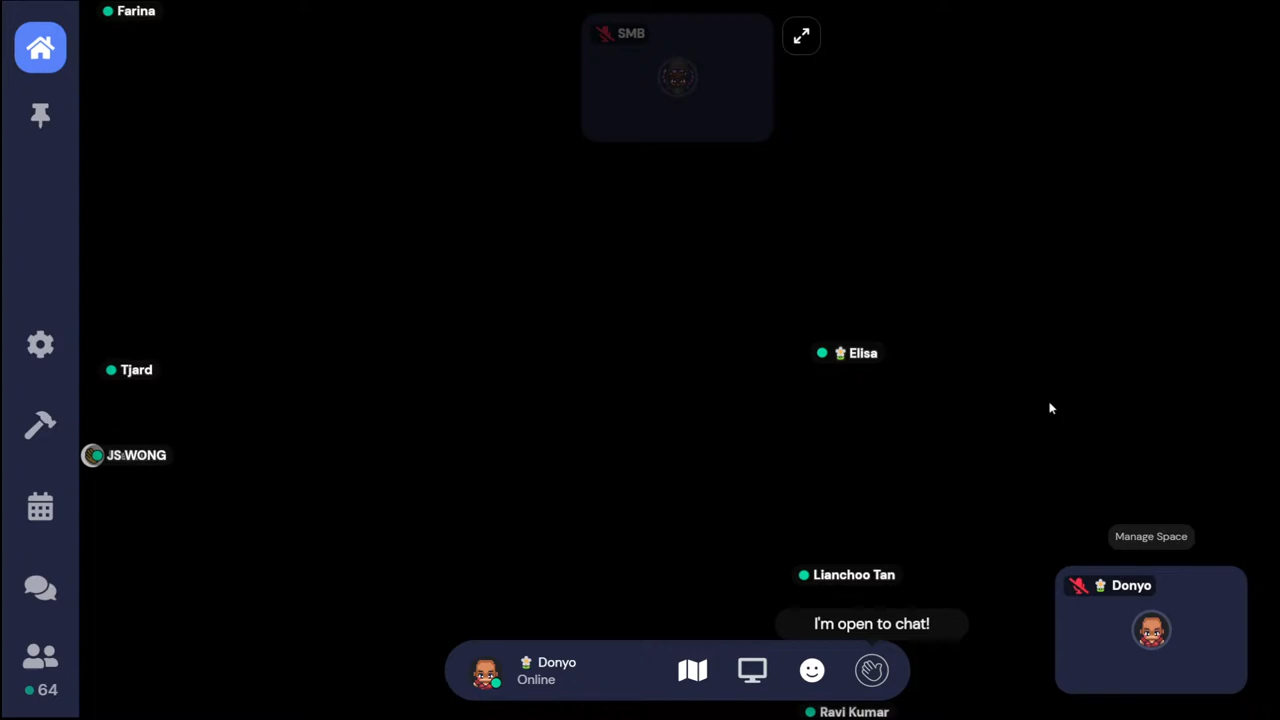 Farina
SMB
Elisa
Tjard
JS WONG
Manage Space
Lianchoo Tan
Donyo
I'm open to chat!
Donyo
Online
64
Ravi Kumar